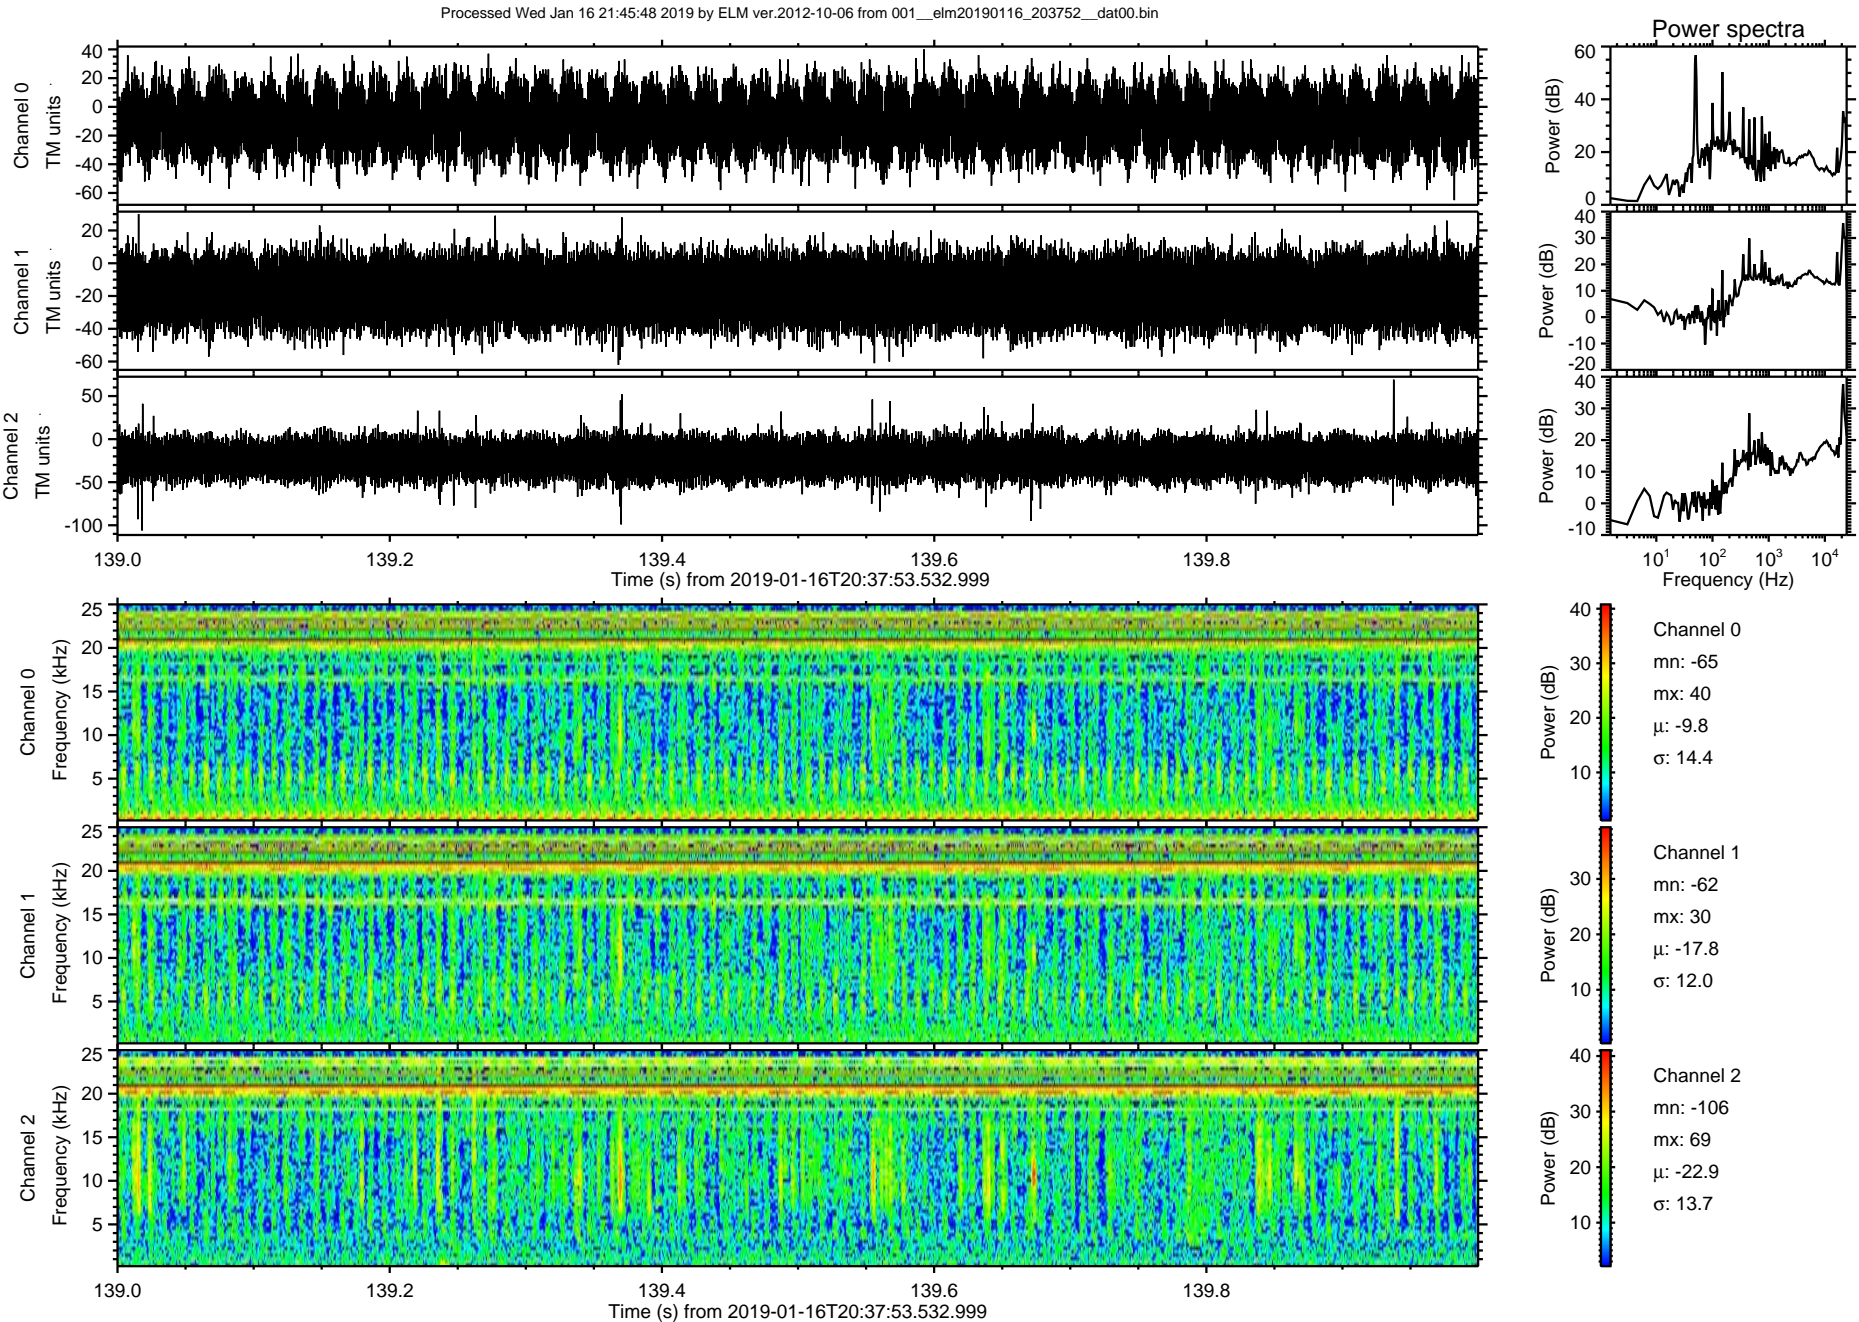 Processed Wed Jan 16 21:45:48 2019 by ELM ver.2012-10-06 from 001__elm20190116_203752__dat00.bin
Power spectra
Channel 0
TM units
40
20
0
-20
-40
-60
Power (dB)
60
40
20
0
Channel 1
TM units
20
0
-20
-40
-60
Power (dB)
40
30
20
10
0
-10
-20
Channel 2
TM units
50
0
-50
-100
Power (dB)
40
30
20
10
0
-10
139.0 139.2 139.4 139.6 139.8
Time (s) from 2019-01-16T20:37:53.532.999
10^1 10^2 10^3 10^4
Frequency (Hz)
Channel 0
Frequency (kHz)
25
20
15
10
5
Power (dB)
40
30
20
10
Channel 0
mn: -65
mx: 40
μ: -9.8
σ: 14.4
Channel 1
Frequency (kHz)
25
20
15
10
5
Power (dB)
30
20
10
Channel 1
mn: -62
mx: 30
μ: -17.8
σ: 12.0
Channel 2
Frequency (kHz)
25
20
15
10
5
Power (dB)
40
30
20
10
Channel 2
mn: -106
mx: 69
μ: -22.9
σ: 13.7
139.0 139.2 139.4 139.6 139.8
Time (s) from 2019-01-16T20:37:53.532.999